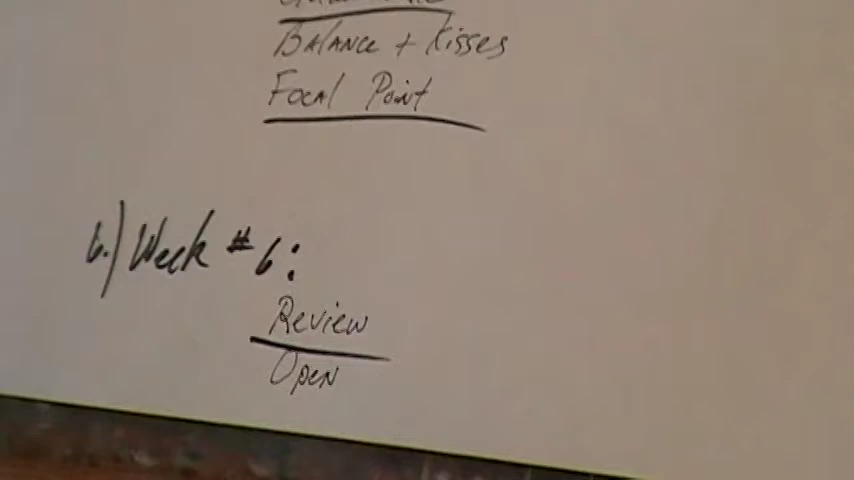 Balance + Kisses
Focal Point
6.) Week #6:
Review
Open